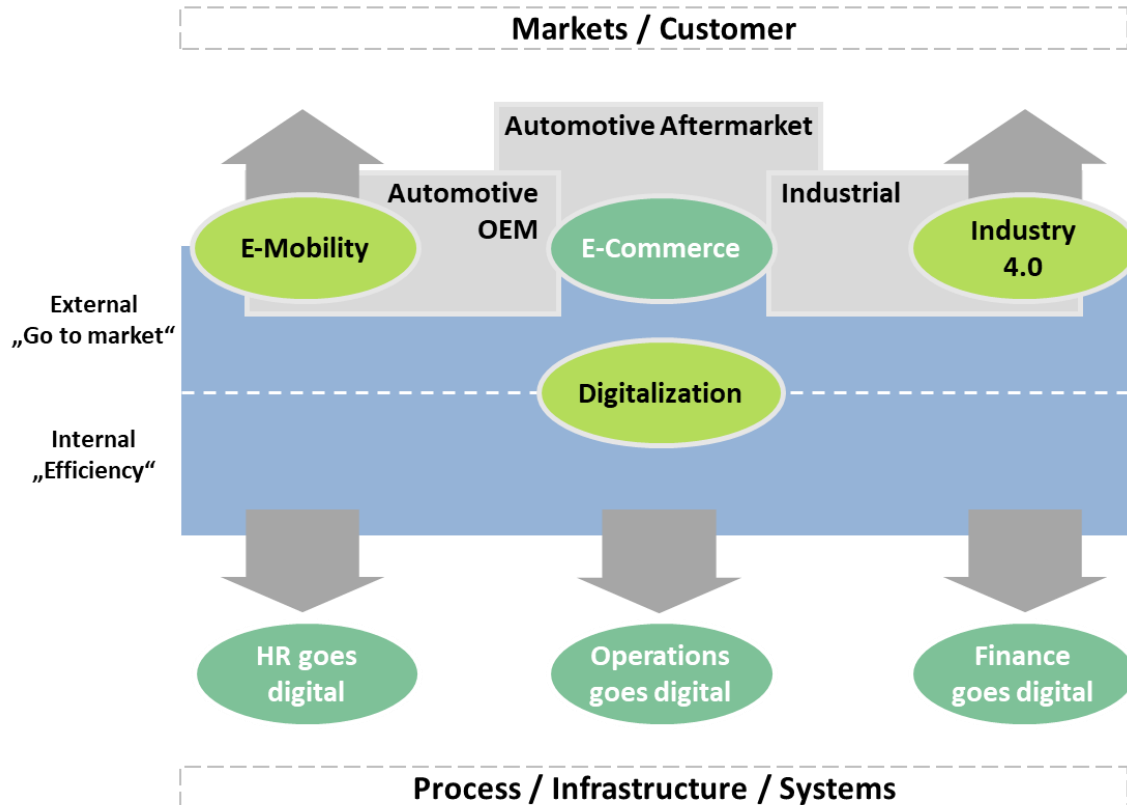 Markets / Customer
Automotive Aftermarket
Automotive
OEM
Industrial
E-Mobility
E-Commerce
Industry
4.0
External
„Go to market“
Digitalization
Internal
„Efficiency“
HR goes
digital
Operations
goes digital
Finance
goes digital
Process / Infrastructure / Systems